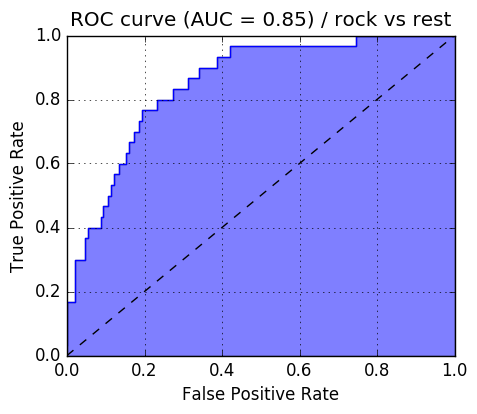 ROC curve (AUC = 0.85) / rock vs rest
1.0
0.8
0.6
0.4
0.2
0.0
True Positive Rate
0.0 0.2 0.4 0.6 0.8 1.0
False Positive Rate